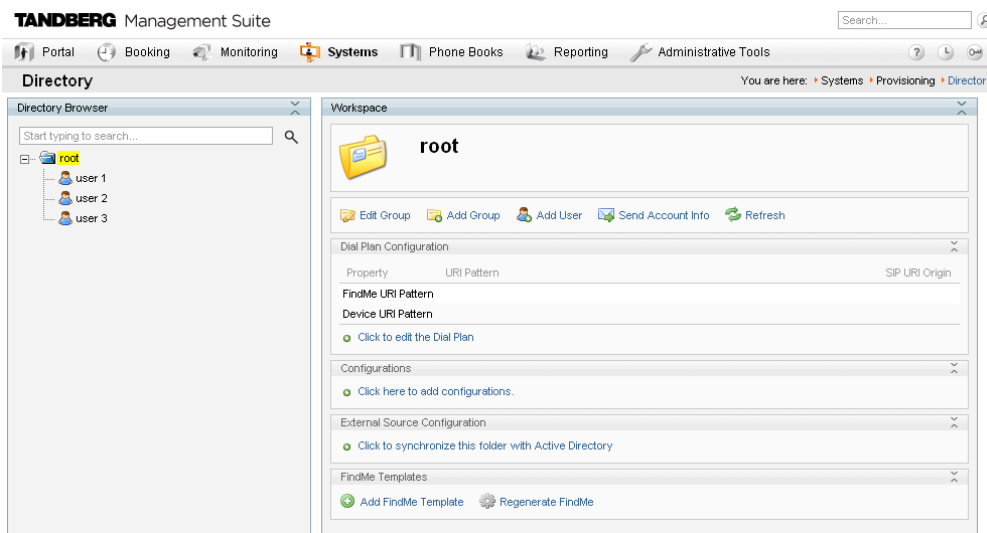 TANDBERG Management Suite
Search...
Portal Booking Monitoring Systems Phone Books Reporting Administrative Tools ?
Directory
You are here: Systems Provisioning Director
Directory Browser
Start typing to search...
root
user 1
user 2
user 3
Workspace
root
Edit Group Add Group Add User Send Account Info Refresh
Dial Plan Configuration
Property URI Pattern SIP URI Origin
FindMe URI Pattern
Device URI Pattern
Click to edit the Dial Plan
Configurations
Click here to add configurations.
External Source Configuration
Click to synchronize this folder with Active Directory
FindMe Templates
Add FindMe Template Regenerate FindMe